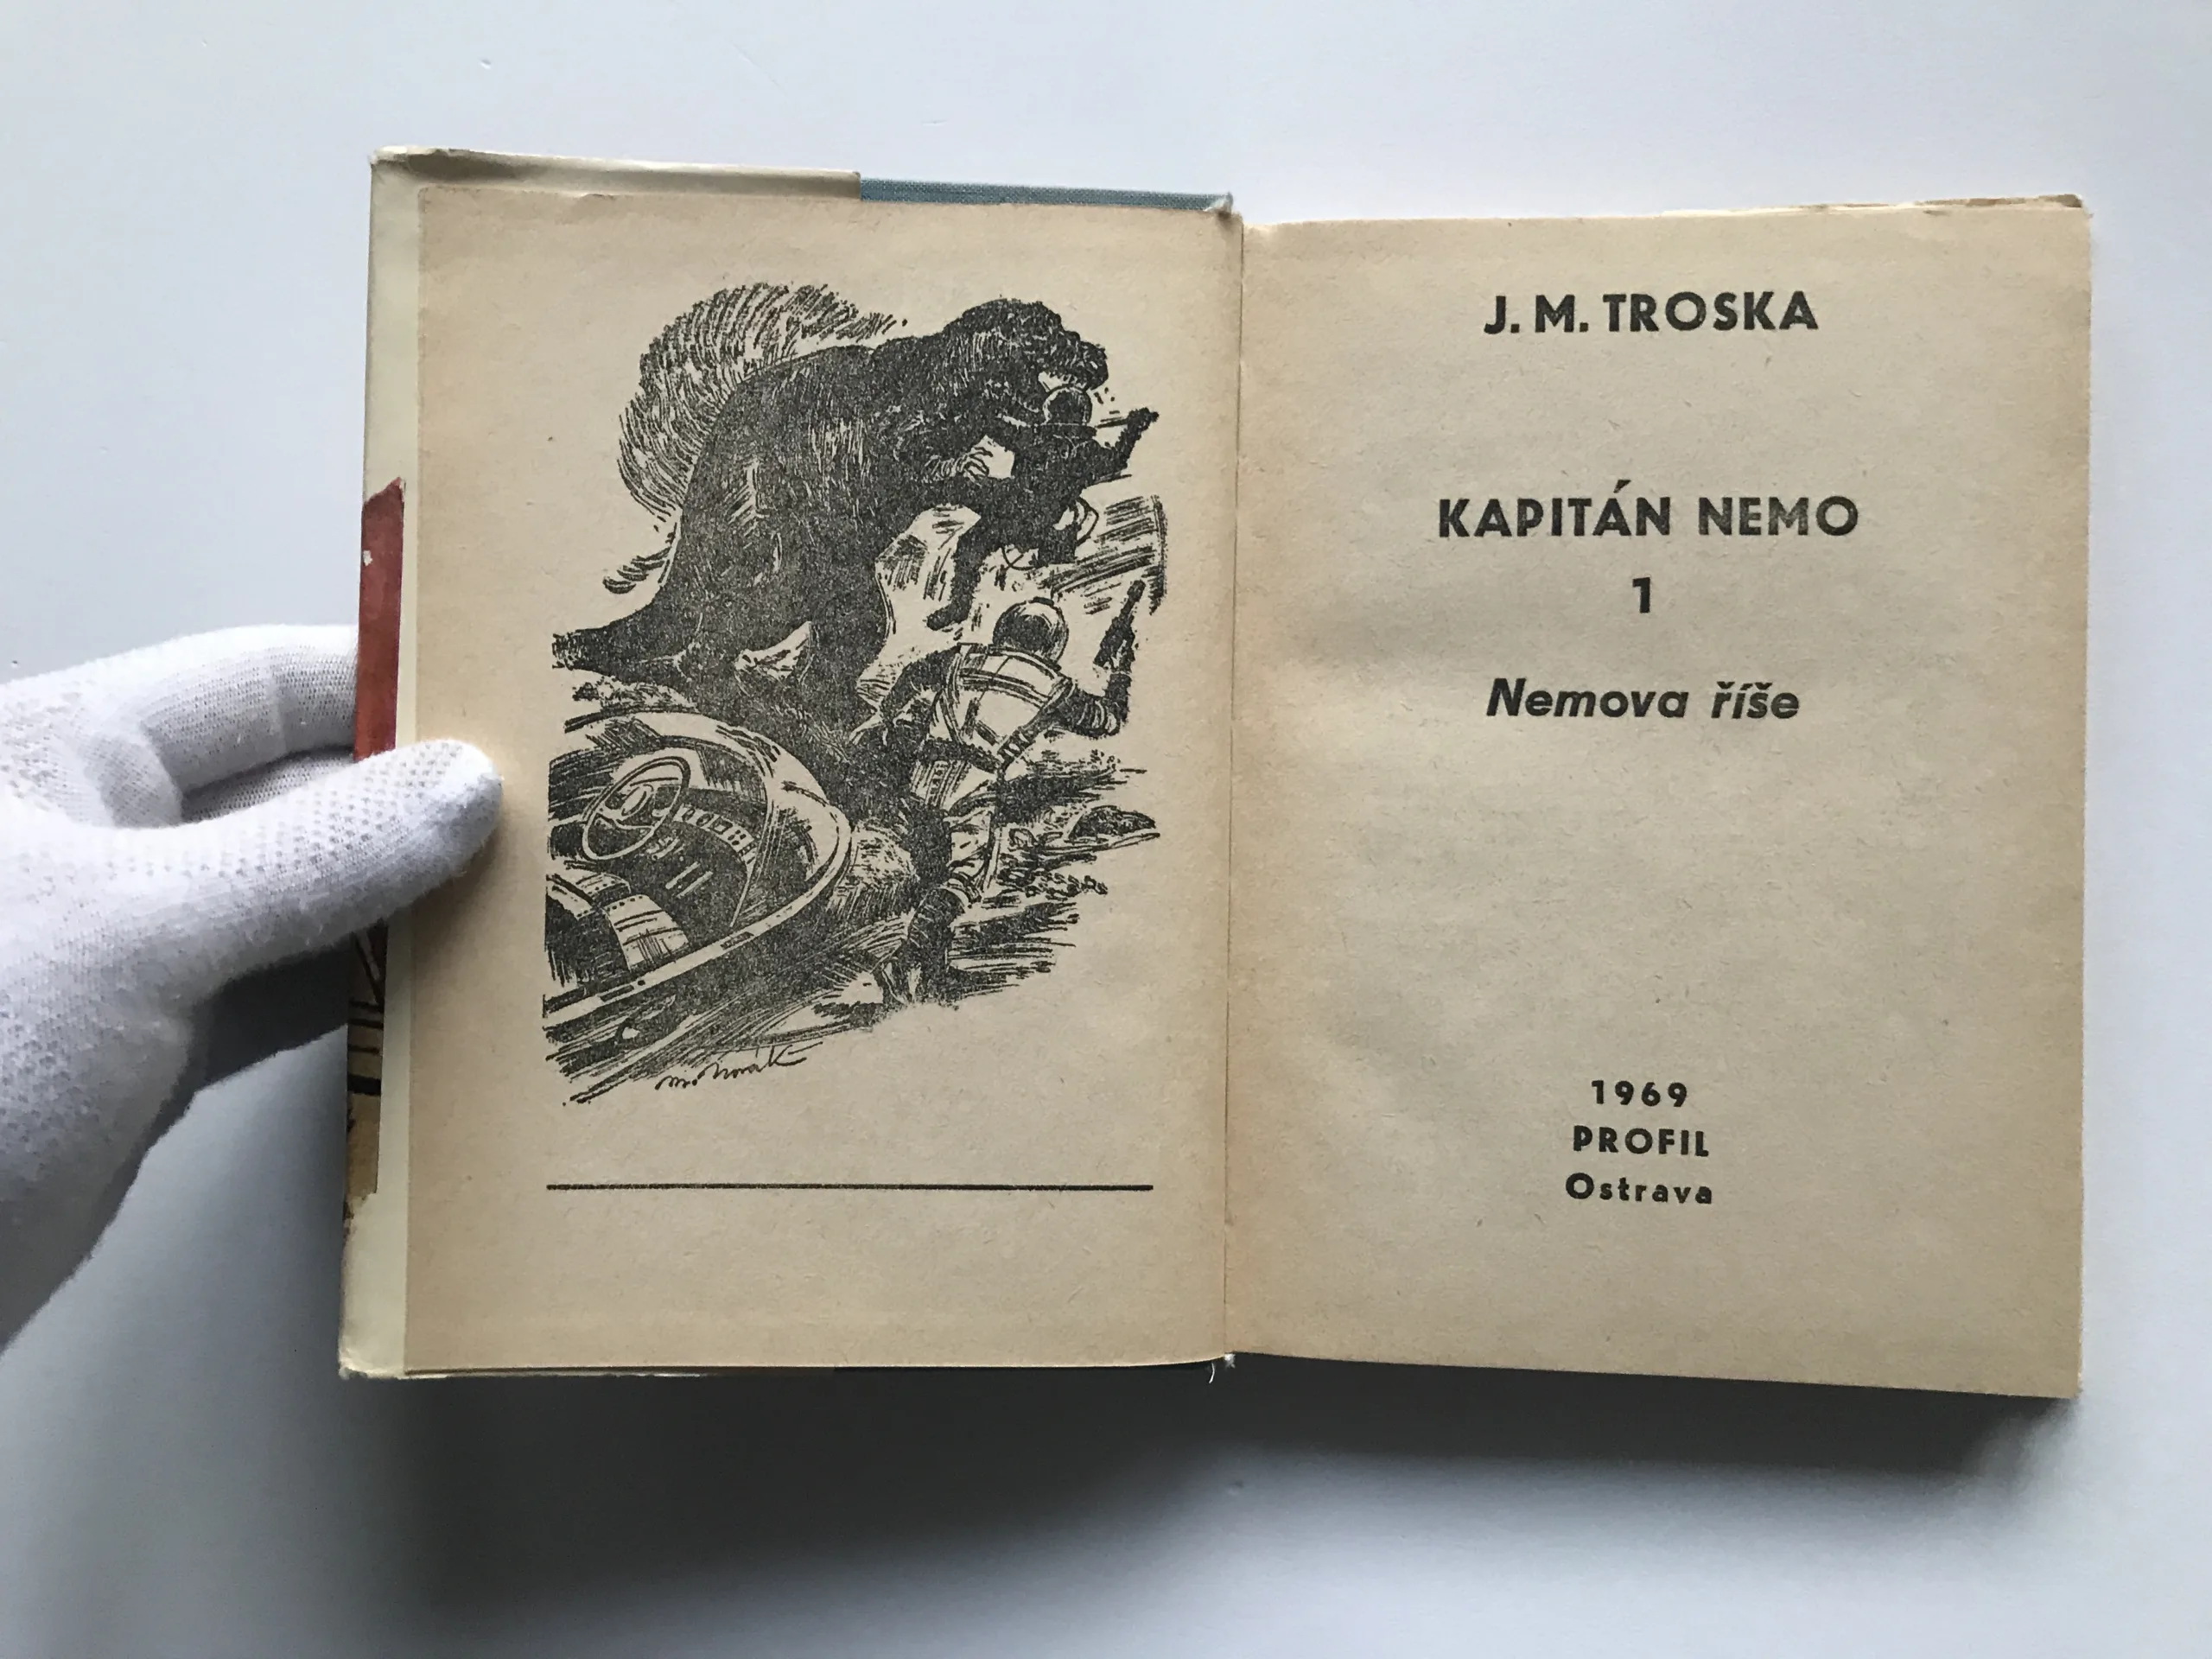 J. M. TROSKA
KAPITÁN NEMO
1
Nemova říše
1969
PROFIL
Ostrava